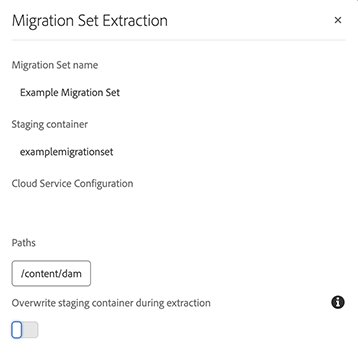 Migration Set Extraction
Migration Set name
Example Migration Set
Staging container
examplemigrationset
Cloud Service Configuration
Paths
/content/dam
Overwrite staging container during extraction